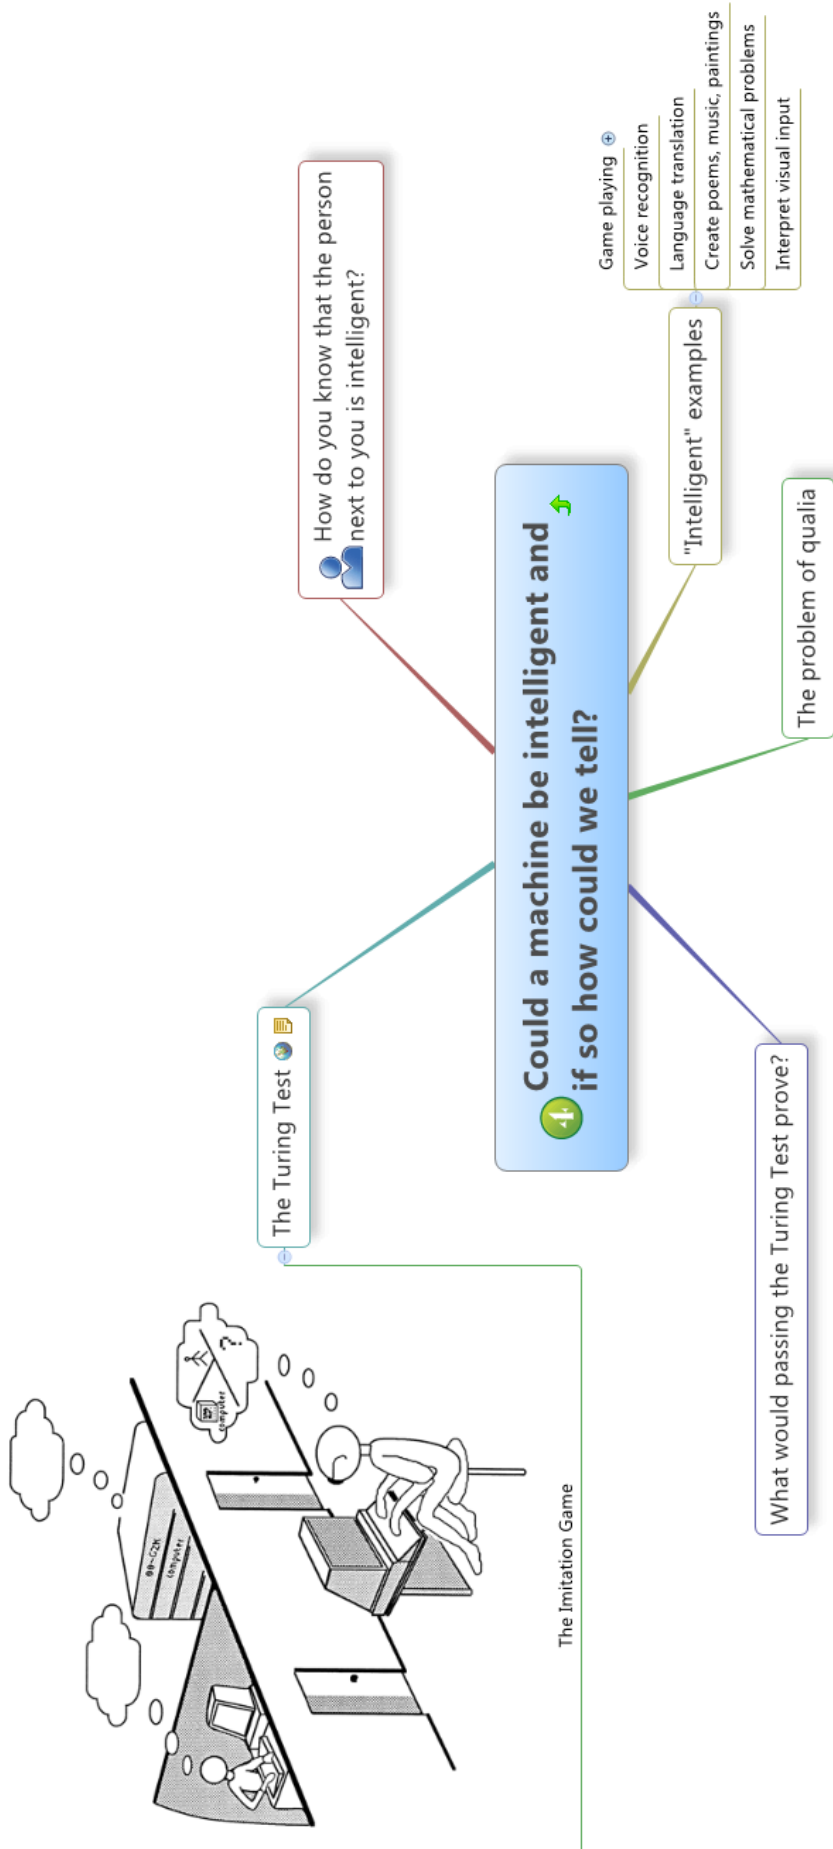 How do you know that the person
next to you is intelligent?
The Turing Test
The Imitation Game
computer
?
computer
4
Could a machine be intelligent and
if so how could we tell?
"Intelligent" examples
Game playing
Voice recognition
Language translation
Create poems, music, paintings
Solve mathematical problems
Interpret visual input
The problem of qualia
What would passing the Turing Test prove?